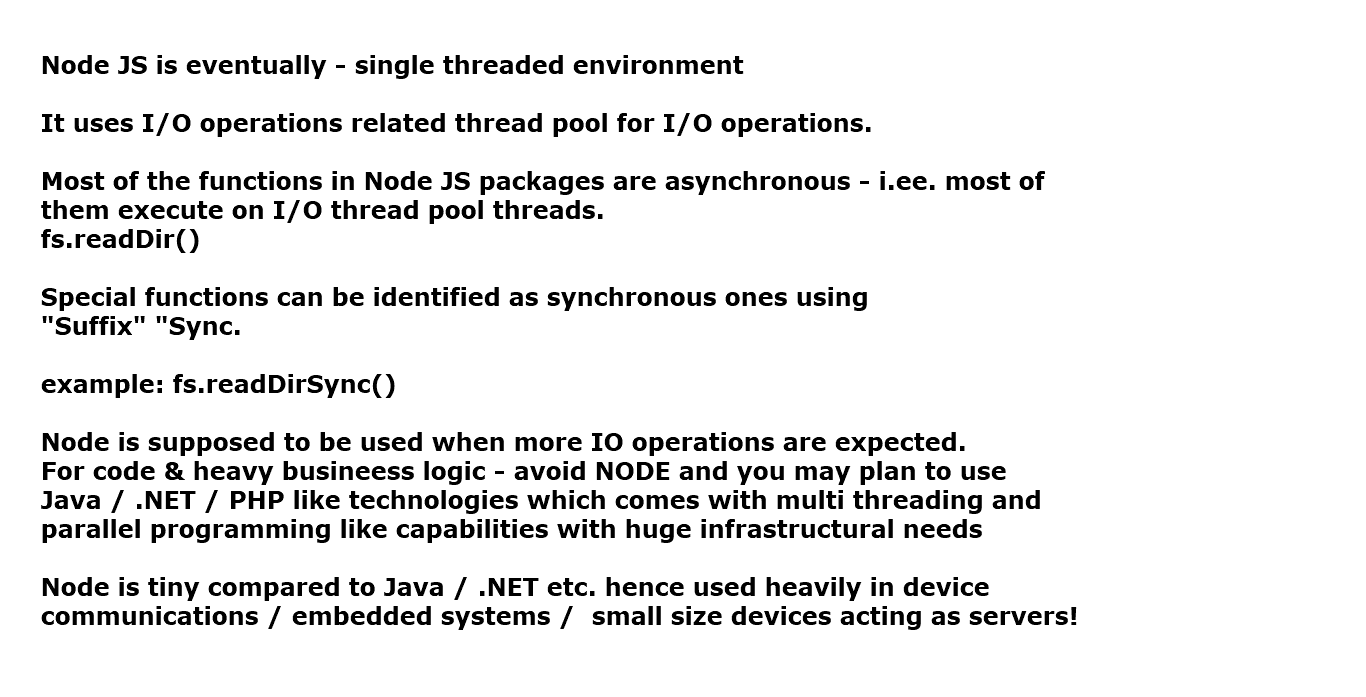 Node JS is eventually - single threaded environment
It uses I/O operations related thread pool for I/O operations.
Most of the functions in Node JS packages are asynchronous - i.ee. most of
them execute on I/O thread pool threads.
fs.readDir()
Special functions can be identified as synchronous ones using
"Suffix" "Sync.
example: fs.readDirSync()
Node is supposed to be used when more IO operations are expected.
For code & heavy busineess logic - avoid NODE and you may plan to use
Java / .NET / PHP like technologies which comes with multi threading and
parallel programming like capabilities with huge infrastructural needs
Node is tiny compared to Java / .NET etc. hence used heavily in device
communications / embedded systems /  small size devices acting as servers!